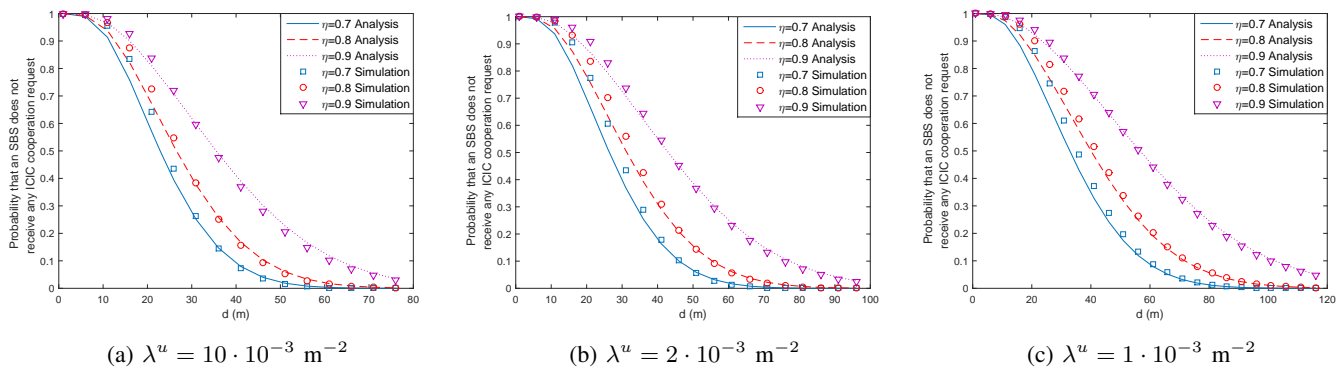 Probability that an SBS does not
receive any ICIC cooperation request
1
0.9
0.8
0.7
0.6
0.5
0.4
0.3
0.2
0.1
0
0 20 40 60 80
d (m)
η=0.7 Analysis
η=0.8 Analysis
η=0.9 Analysis
η=0.7 Simulation
η=0.8 Simulation
η=0.9 Simulation
(a) λ^u = 10 · 10^−3 m^−2
Probability that an SBS does not
receive any ICIC cooperation request
1
0.9
0.8
0.7
0.6
0.5
0.4
0.3
0.2
0.1
0
0 10 20 30 40 50 60 70 80 90 100
d (m)
η=0.7 Analysis
η=0.8 Analysis
η=0.9 Analysis
η=0.7 Simulation
η=0.8 Simulation
η=0.9 Simulation
(b) λ^u = 2 · 10^−3 m^−2
Probability that an SBS does not
receive any ICIC cooperation request
1
0.9
0.8
0.7
0.6
0.5
0.4
0.3
0.2
0.1
0
0 20 40 60 80 100 120
d (m)
η=0.7 Analysis
η=0.8 Analysis
η=0.9 Analysis
η=0.7 Simulation
η=0.8 Simulation
η=0.9 Simulation
(c) λ^u = 1 · 10^−3 m^−2